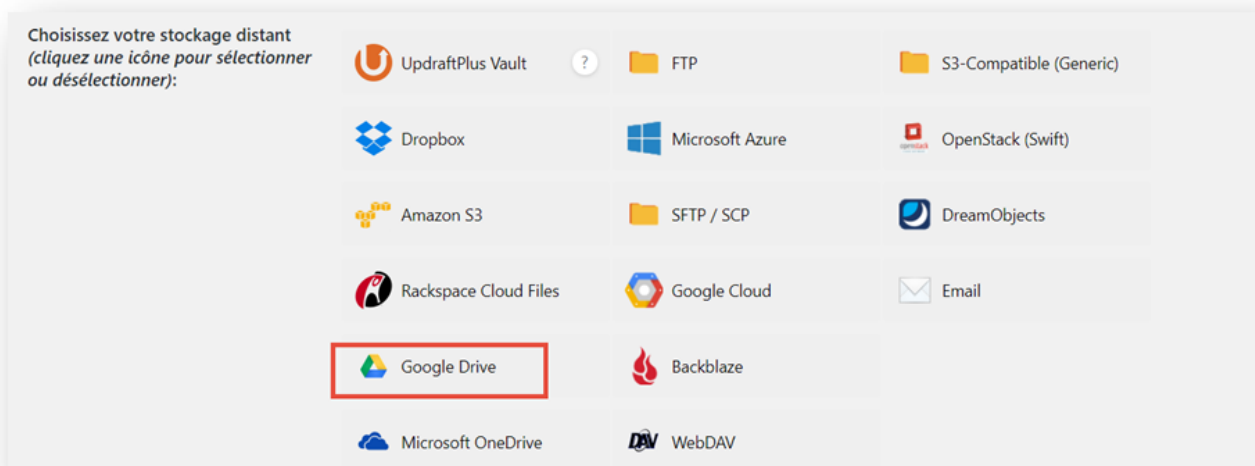 Choisissez votre stockage distant
(cliquez une icône pour sélectionner
ou désélectionner):
UpdraftPlus Vault ? FTP S3-Compatible (Generic)
Dropbox Microsoft Azure OpenStack (Swift)
openstack
Amazon S3 SFTP / SCP DreamObjects
Rackspace Cloud Files Google Cloud Email
Google Drive Backblaze
Microsoft OneDrive DAV WebDAV